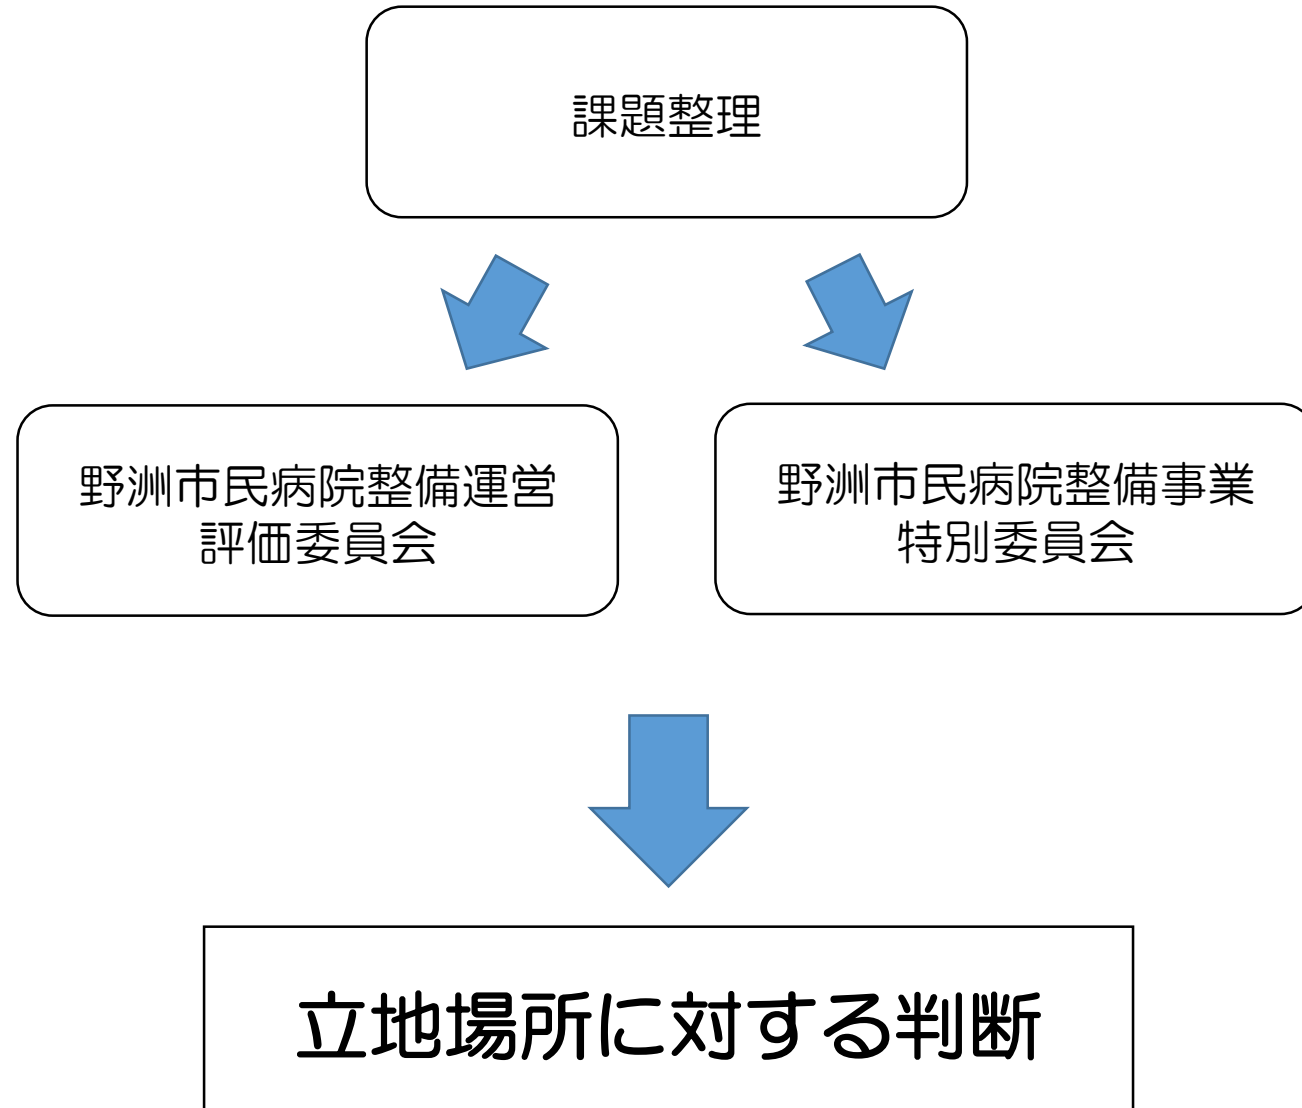 課題整理
野洲市民病院整備運営
評価委員会
野洲市民病院整備事業
特別委員会
立地場所に対する判断